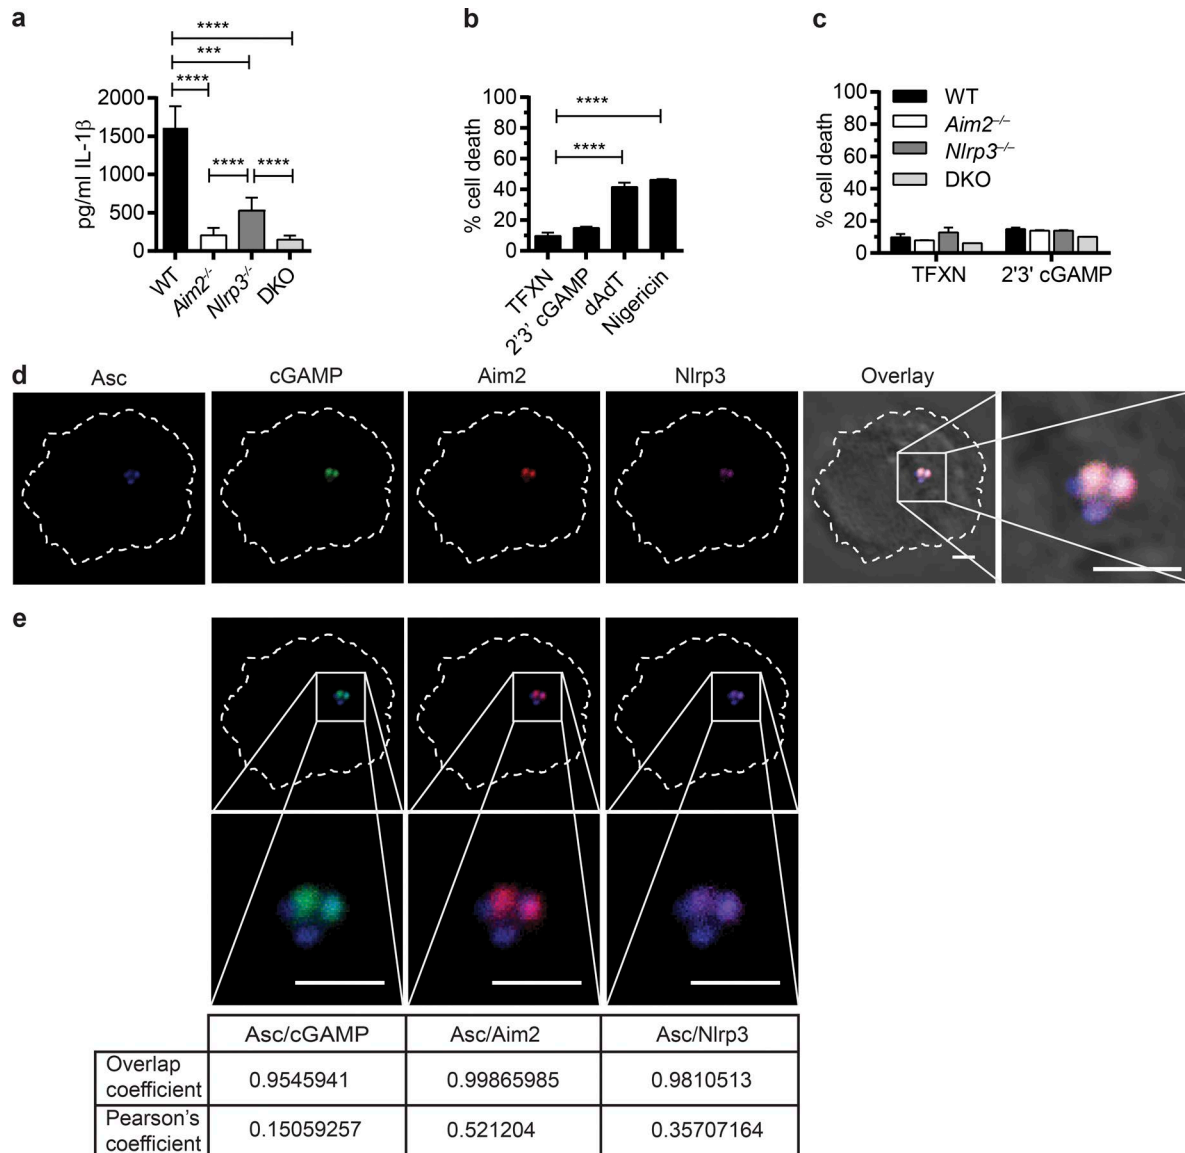 a
****
***
****
****
****
2000
1500
1000
500
0
pg/ml IL-1β
WT
Aim2-/-
Nlrp3-/-
DKO
b
****
****
100
80
60
40
20
0
% cell death
TFXN
2'3' cGAMP
dAdT
Nigericin
c
100
80
60
40
20
0
% cell death
WT
Aim2–/–
Nlrp3–/–
DKO
TFXN
2'3' cGAMP
d
Asc
cGAMP
Aim2
Nlrp3
Overlay
e
Asc/cGAMP
Asc/Aim2
Asc/Nlrp3
Overlap
coefficient
0.9545941
0.99865985
0.9810513
Pearson's
coefficient
0.15059257
0.521204
0.35707164